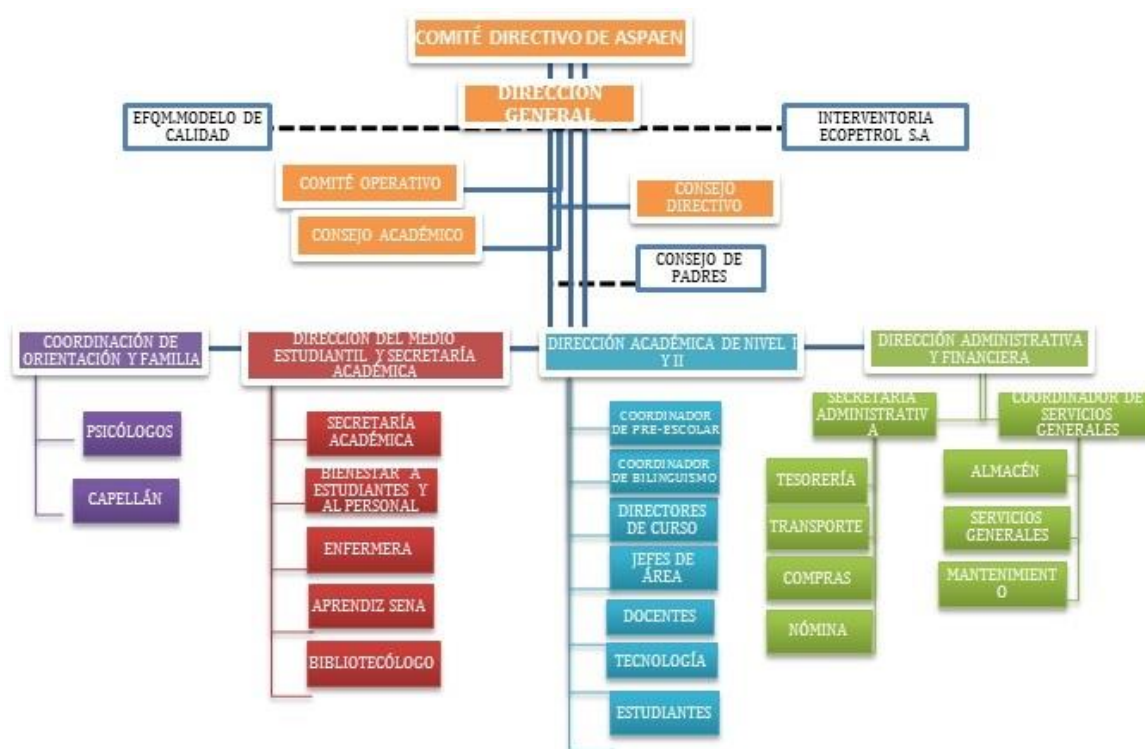 COMITÉ DIRECTIVO DE ASPAEN
DIRECCIÓN
GENERAL
EFQM.MODELO DE
CALIDAD
INTERVENTORIA
ECOPETROL S.A
COMITÉ OPERATIVO
CONSEJO
DIRECTIVO
CONSEJO ACADÉMICO
CONSEJO DE
PADRES
COORDINACIÓN DE
ORIENTACIÓN Y FAMILIA
DIRECCIÓN DEL MEDIO
ESTUDIANTIL Y SECRETARÍA
ACADÉMICA
DIRECCIÓN ACADÉMICA DE NIVEL I
Y II
DIRECCIÓN ADMINISTRATIVA
Y FINANCIERA
PSICÓLOGOS
CAPELLÁN
SECRETARÍA
ACADÉMICA
BIENESTAR A
ESTUDIANTES Y
AL PERSONAL
ENFERMERA
APRENDIZ SENA
BIBLIOTECÓLOGO
COORDINADOR
DE PRE-ESCOLAR
COORDINADOR
DE BILINGUISMO
DIRECTORES
DE CURSO
JEFES DE
ÁREA
DOCENTES
TECNOLOGÍA
ESTUDIANTES
SECRETARIA
ADMINISTRATIV
A
TESORERÍA
TRANSPORTE
COMPRAS
NÓMINA
COORDINADOR DE
SERVICIOS
GENERALES
ALMACÉN
SERVICIOS
GENERALES
MANTENIMIENT
O